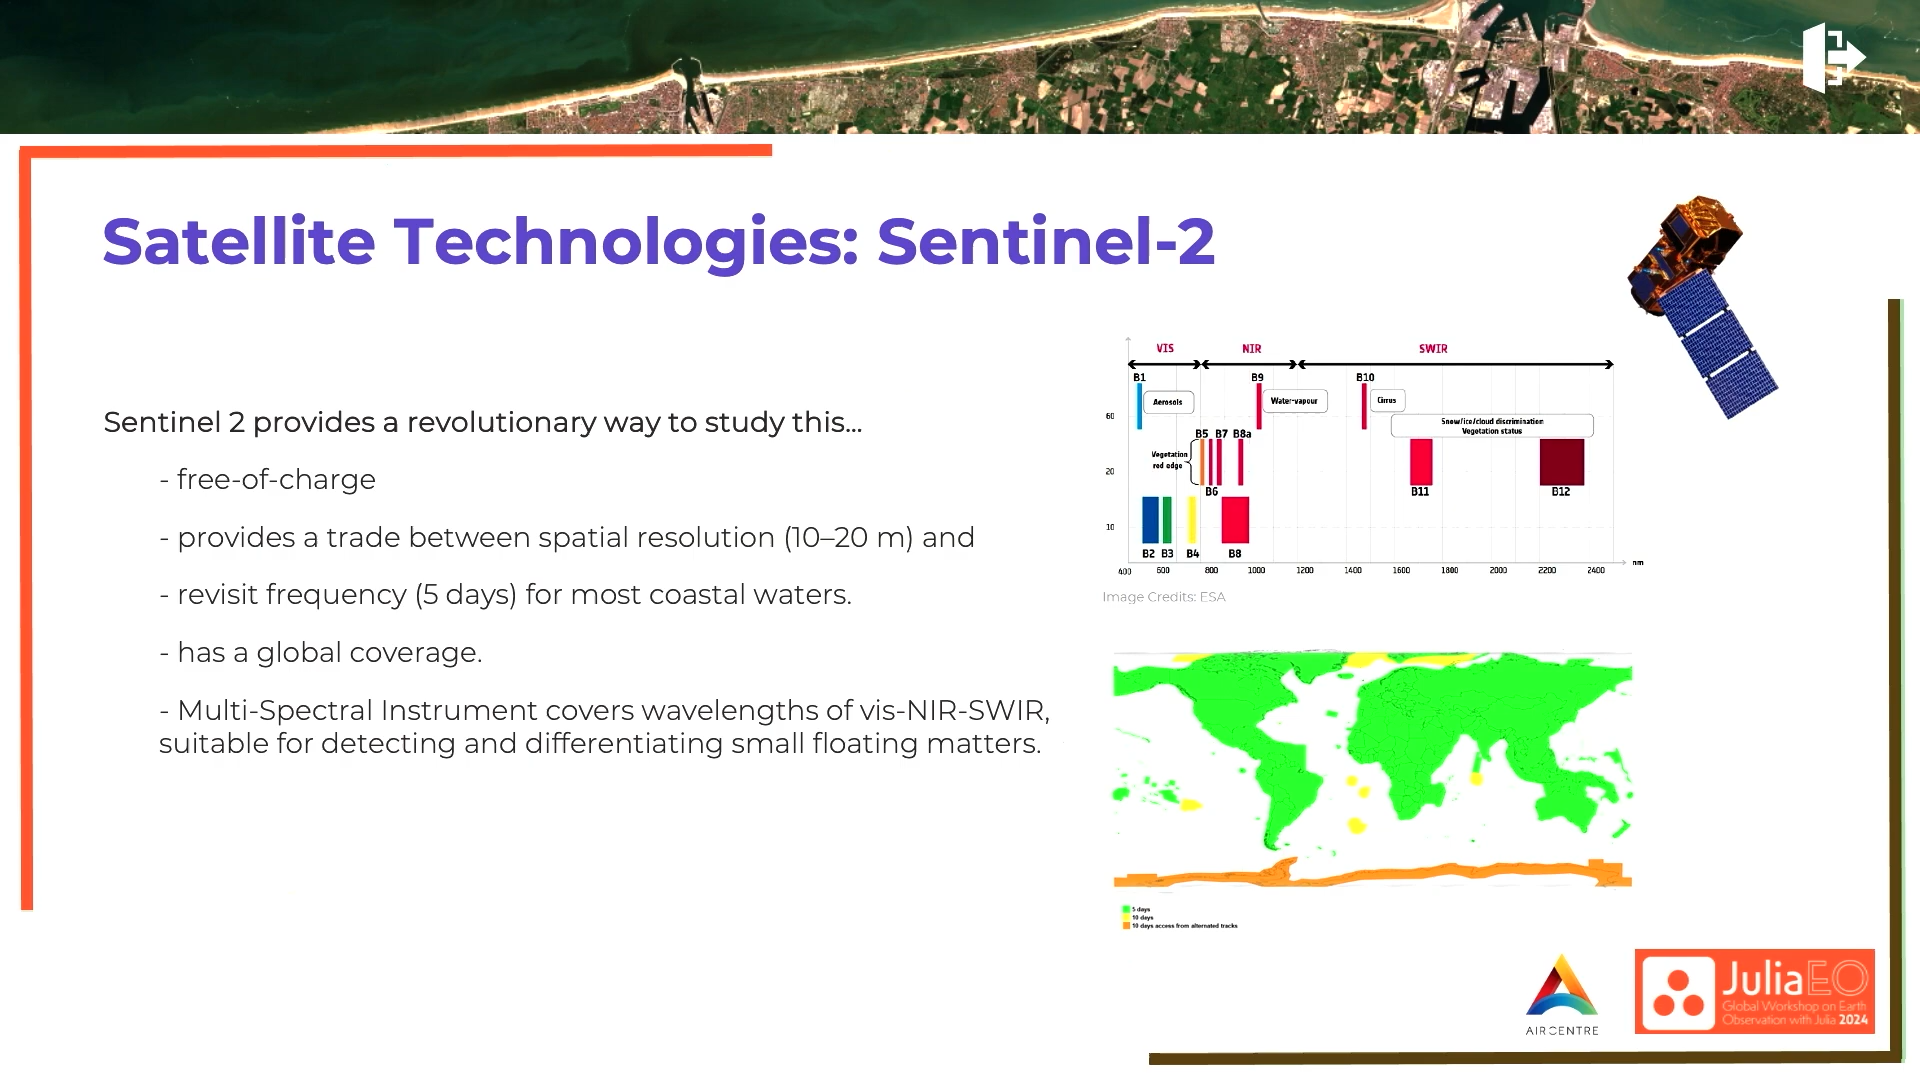 Satellite Technologies: Sentinel-2
Sentinel 2 provides a revolutionary way to study this...
- free-of-charge
- provides a trade between spatial resolution (10–20 m) and
- revisit frequency (5 days) for most coastal waters.
- has a global coverage.
- Multi-Spectral Instrument covers wavelengths of vis-NIR-SWIR,
suitable for detecting and differentiating small floating matters.
VIS NIR SWIR
B1 B9 B10
Aerosols Water-vapour Cirrus
60
Snow/ice/cloud discrimination
Vegetation status
B5 B7 B8a
Vegetation
red edge
20
B6 B11 B12
10
B2 B3 B4 B8
400 600 800 1000 1200 1400 1600 1800 2000 2200 2400 nm
Image Credits: ESA
5 days
10 days
10 days access from alternated tracks
AIR CENTRE
JuliaEO
Global Workshop on Earth
Observation with Julia 2024